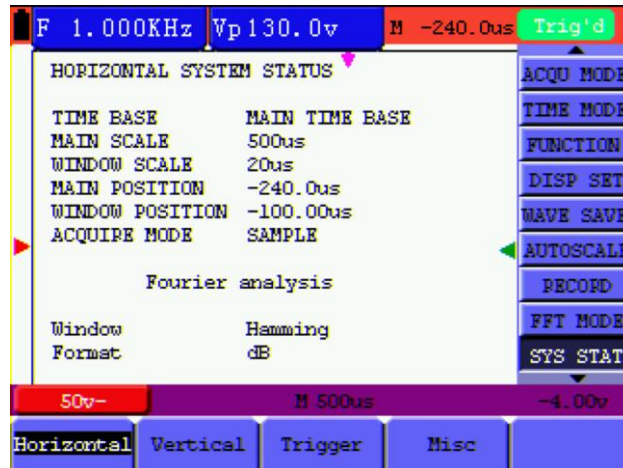 F 1.000KHz Vp130.0v M -240.0us Trig'd
HORIZONTAL SYSTEM STATUS
TIME BASE MAIN TIME BASE
MAIN SCALE 500us
WINDOW SCALE 20us
MAIN POSITION -240.0us
WINDOW POSITION -100.00us
ACQUIRE MODE SAMPLE
Fourier analysis
Window Hamming
Format dB
ACQU MODE
TIME MODE
FUNCTION
DISP SET
WAVE SAVE
AUTOSCALE
RECORD
FFT MODE
SYS STAT
50v- M 500us -4.00v
Horizontal Vertical Trigger Misc